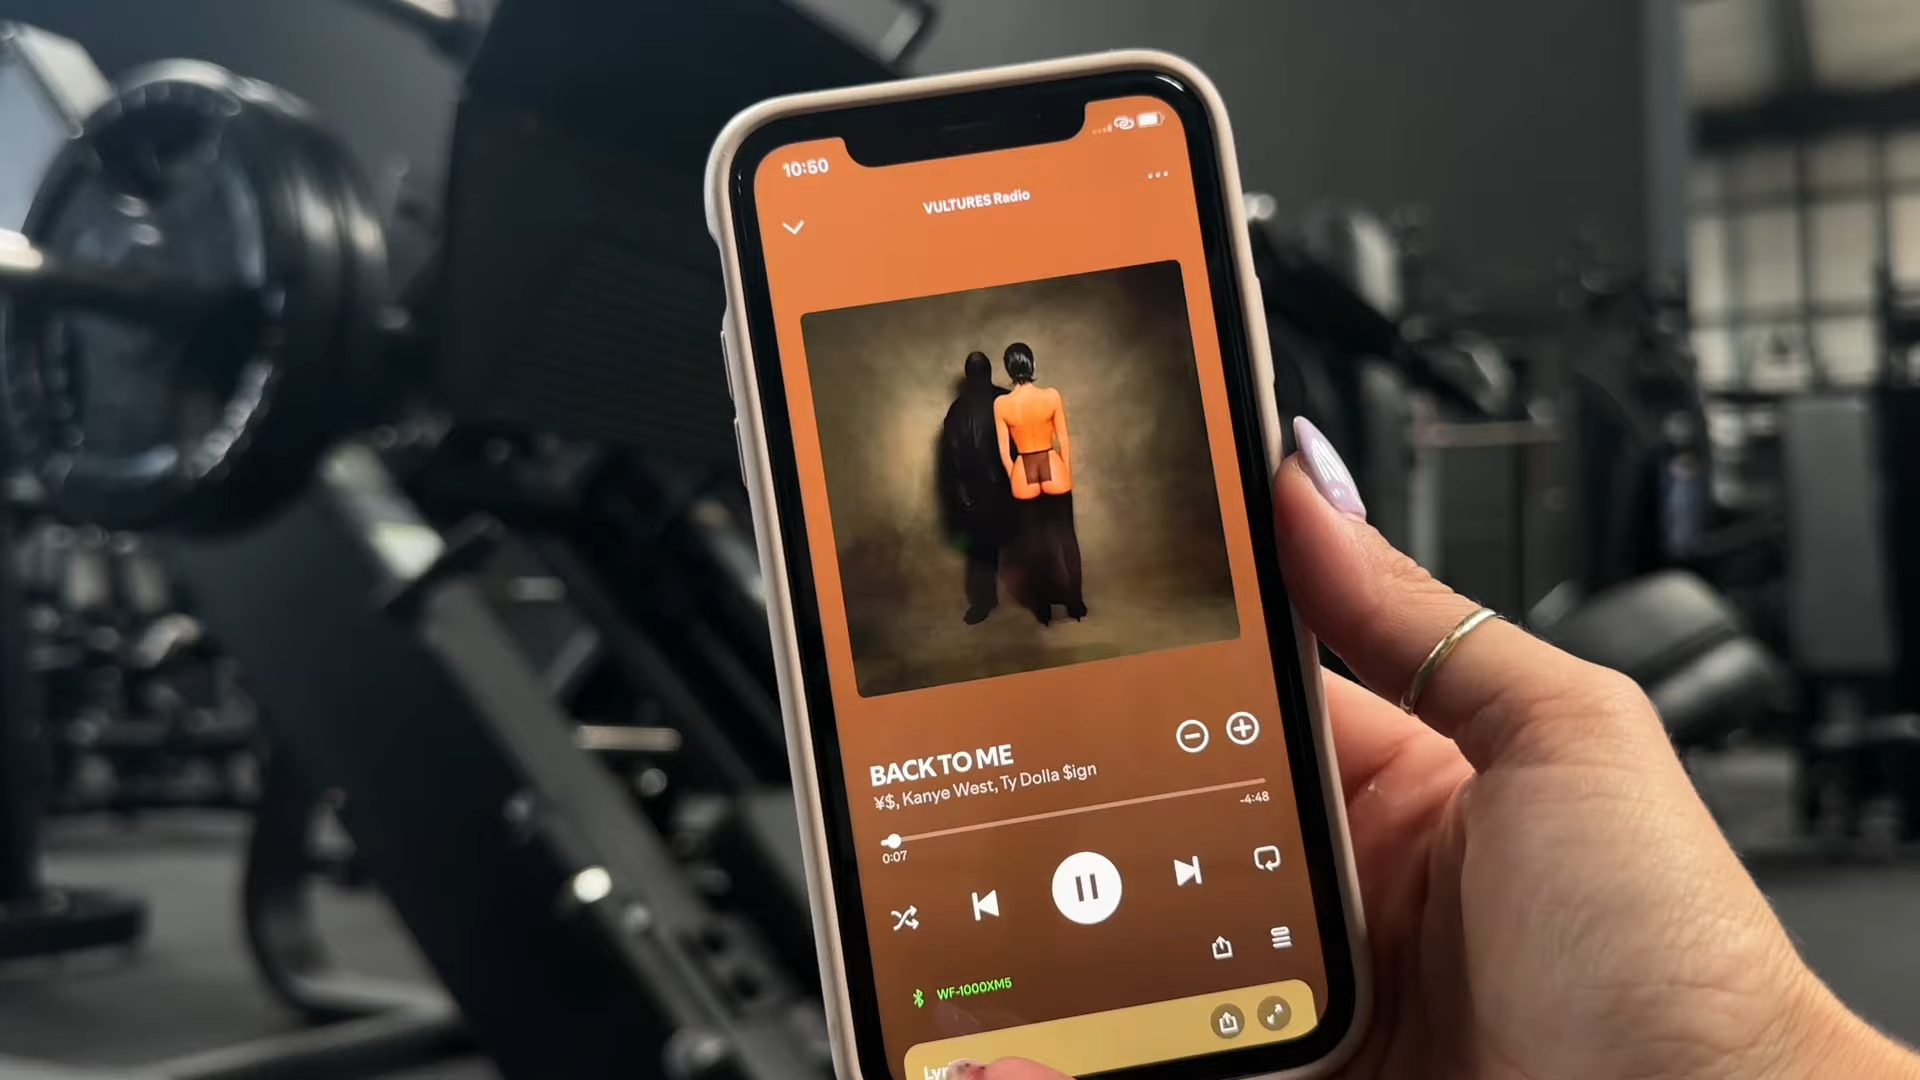 10:50
VULTURES Radio
BACK TO ME
¥$, Kanye West, Ty Dolla $ign
0:07
-4:48
WF-1000XM5